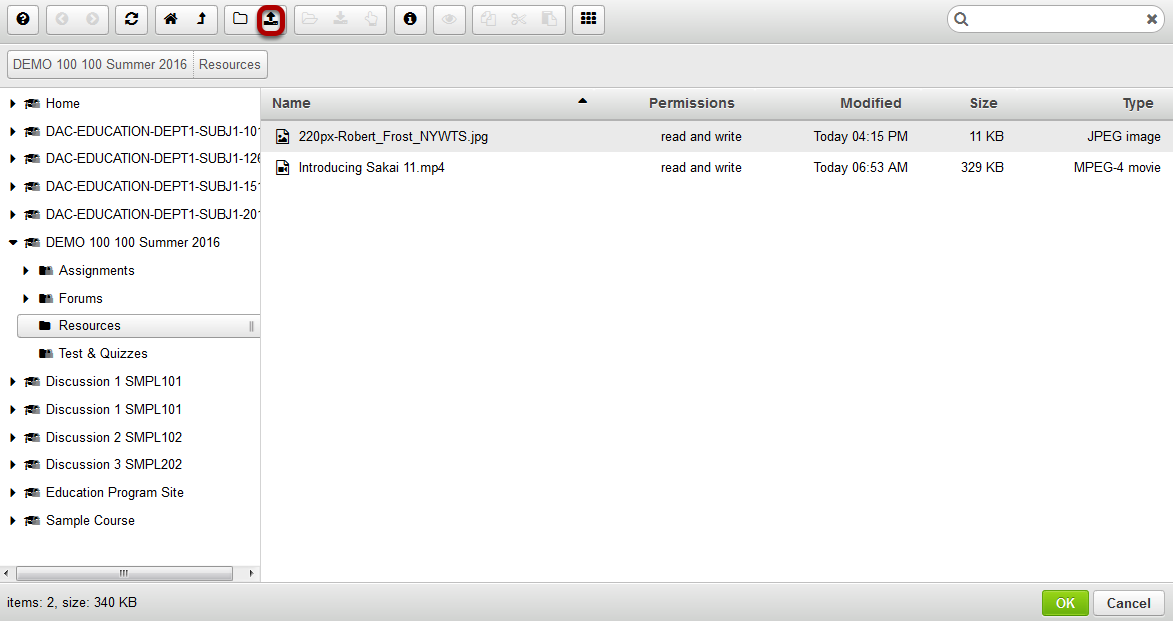 DEMO 100 100 Summer 2016 Resources
Name Permissions Modified Size Type
220px-Robert_Frost_NYWTS.jpg read and write Today 04:15 PM 11 KB JPEG image
Introducing Sakai 11.mp4 read and write Today 06:53 AM 329 KB MPEG-4 movie
Home
DAC-EDUCATION-DEPT1-SUBJ1-101
DAC-EDUCATION-DEPT1-SUBJ1-126
DAC-EDUCATION-DEPT1-SUBJ1-151
DAC-EDUCATION-DEPT1-SUBJ1-201
DEMO 100 100 Summer 2016
Assignments
Forums
Resources
Test & Quizzes
Discussion 1 SMPL101
Discussion 1 SMPL101
Discussion 2 SMPL102
Discussion 3 SMPL202
Education Program Site
Sample Course
items: 2, size: 340 KB
OK Cancel